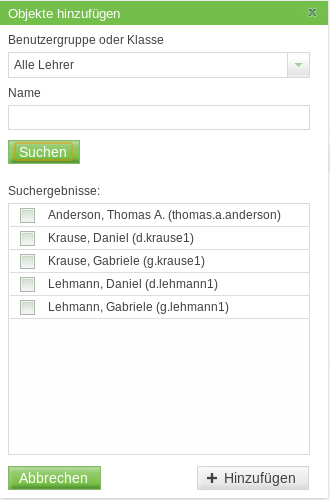 Objekte hinzufügen
Benutzergruppe oder Klasse
Alle Lehrer
Name
Suchen
Suchergebnisse:
Anderson, Thomas A. (thomas.a.anderson)
Krause, Daniel (d.krause1)
Krause, Gabriele (g.krause1)
Lehmann, Daniel (d.lehmann1)
Lehmann, Gabriele (g.lehmann1)
Abbrechen
Hinzufügen